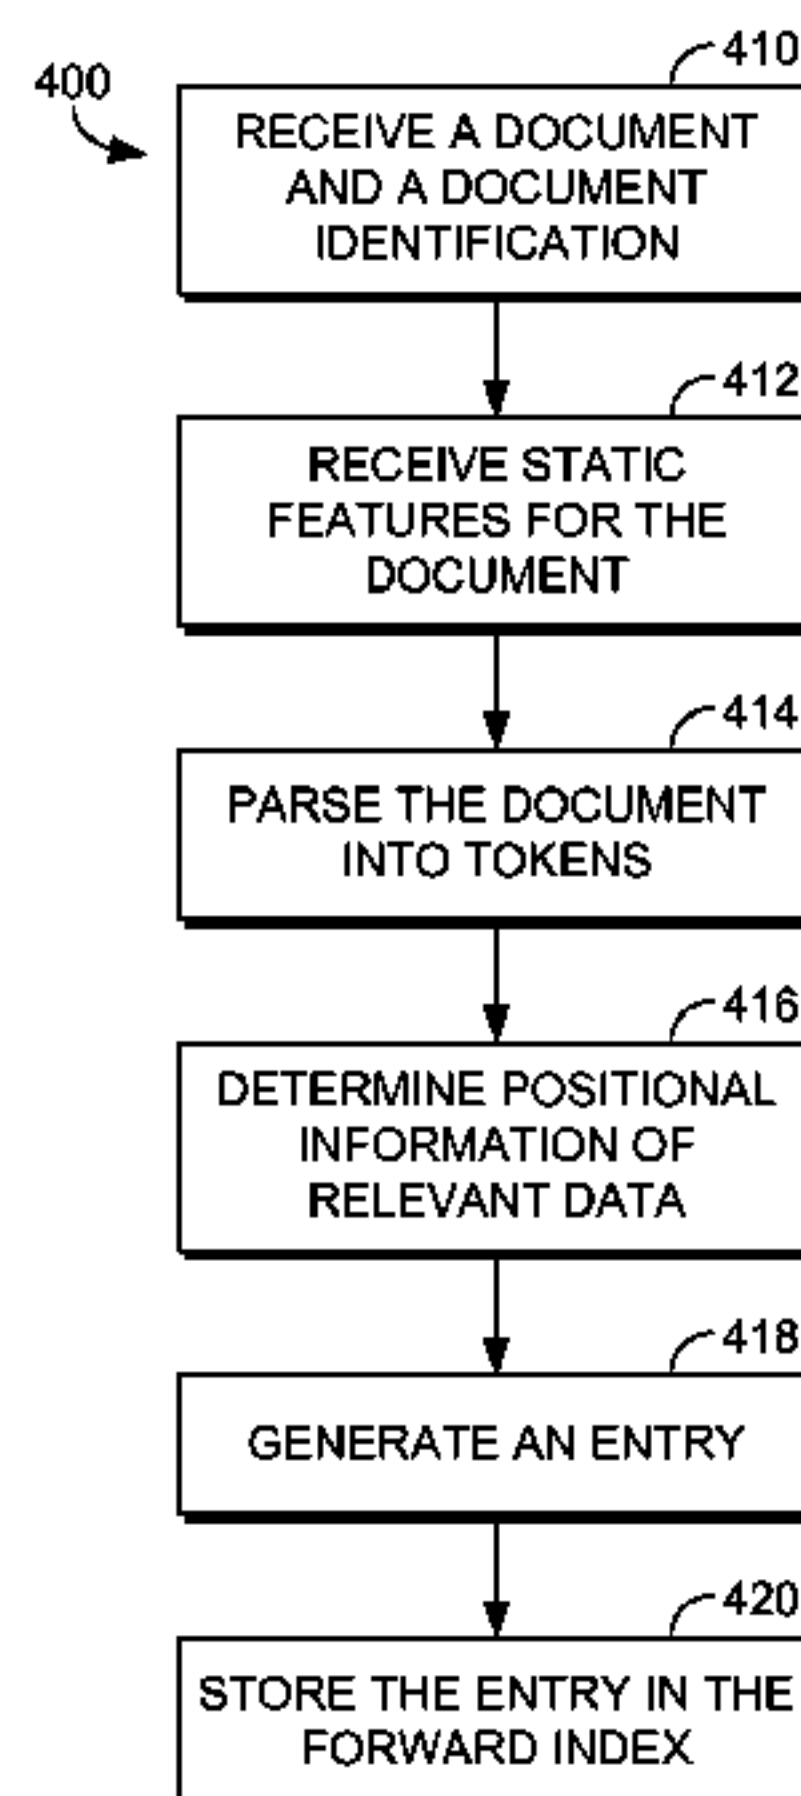 400
410
RECEIVE A DOCUMENT
AND A DOCUMENT
IDENTIFICATION
412
RECEIVE STATIC
FEATURES FOR THE
DOCUMENT
414
PARSE THE DOCUMENT
INTO TOKENS
416
DETERMINE POSITIONAL
INFORMATION OF
RELEVANT DATA
418
GENERATE AN ENTRY
420
STORE THE ENTRY IN THE
FORWARD INDEX